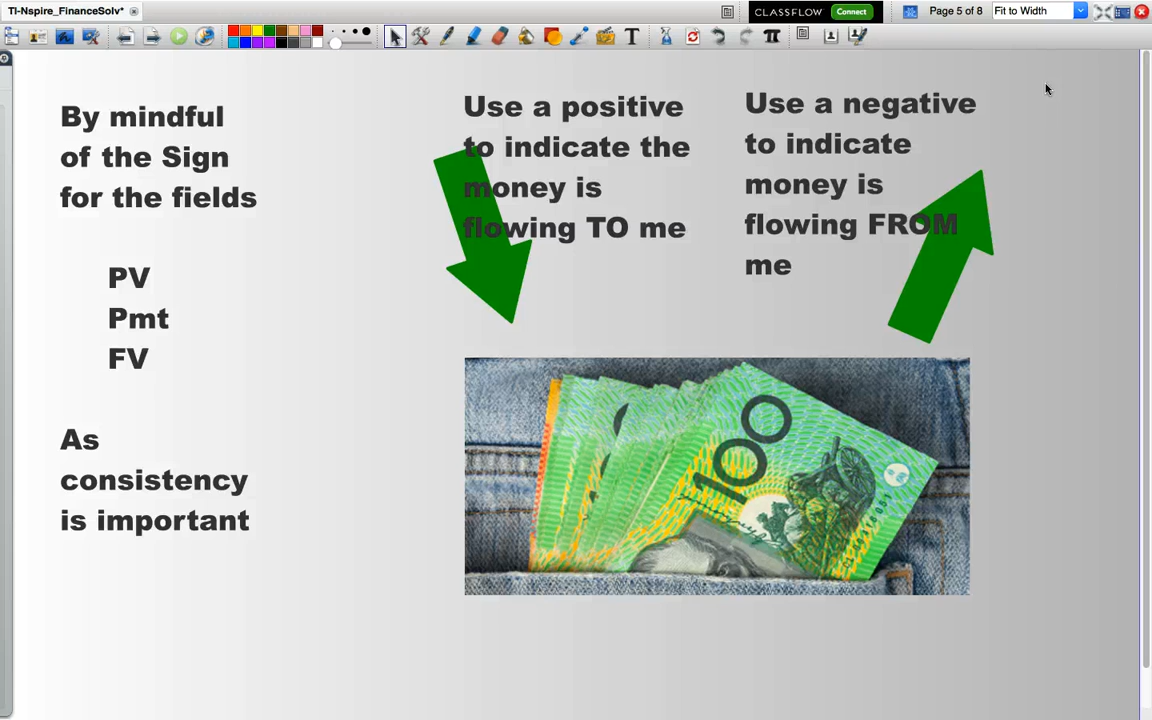 TI-Nspire_FinanceSolv*
CLASSFLOW
Connect
Page 5 of 8
Fit to Width
By mindful
of the Sign
for the fields
PV
Pmt
FV
As
consistency
is important
Use a positive
to indicate the
money is
flowing TO me
Use a negative
to indicate
money is
flowing FROM
me
100